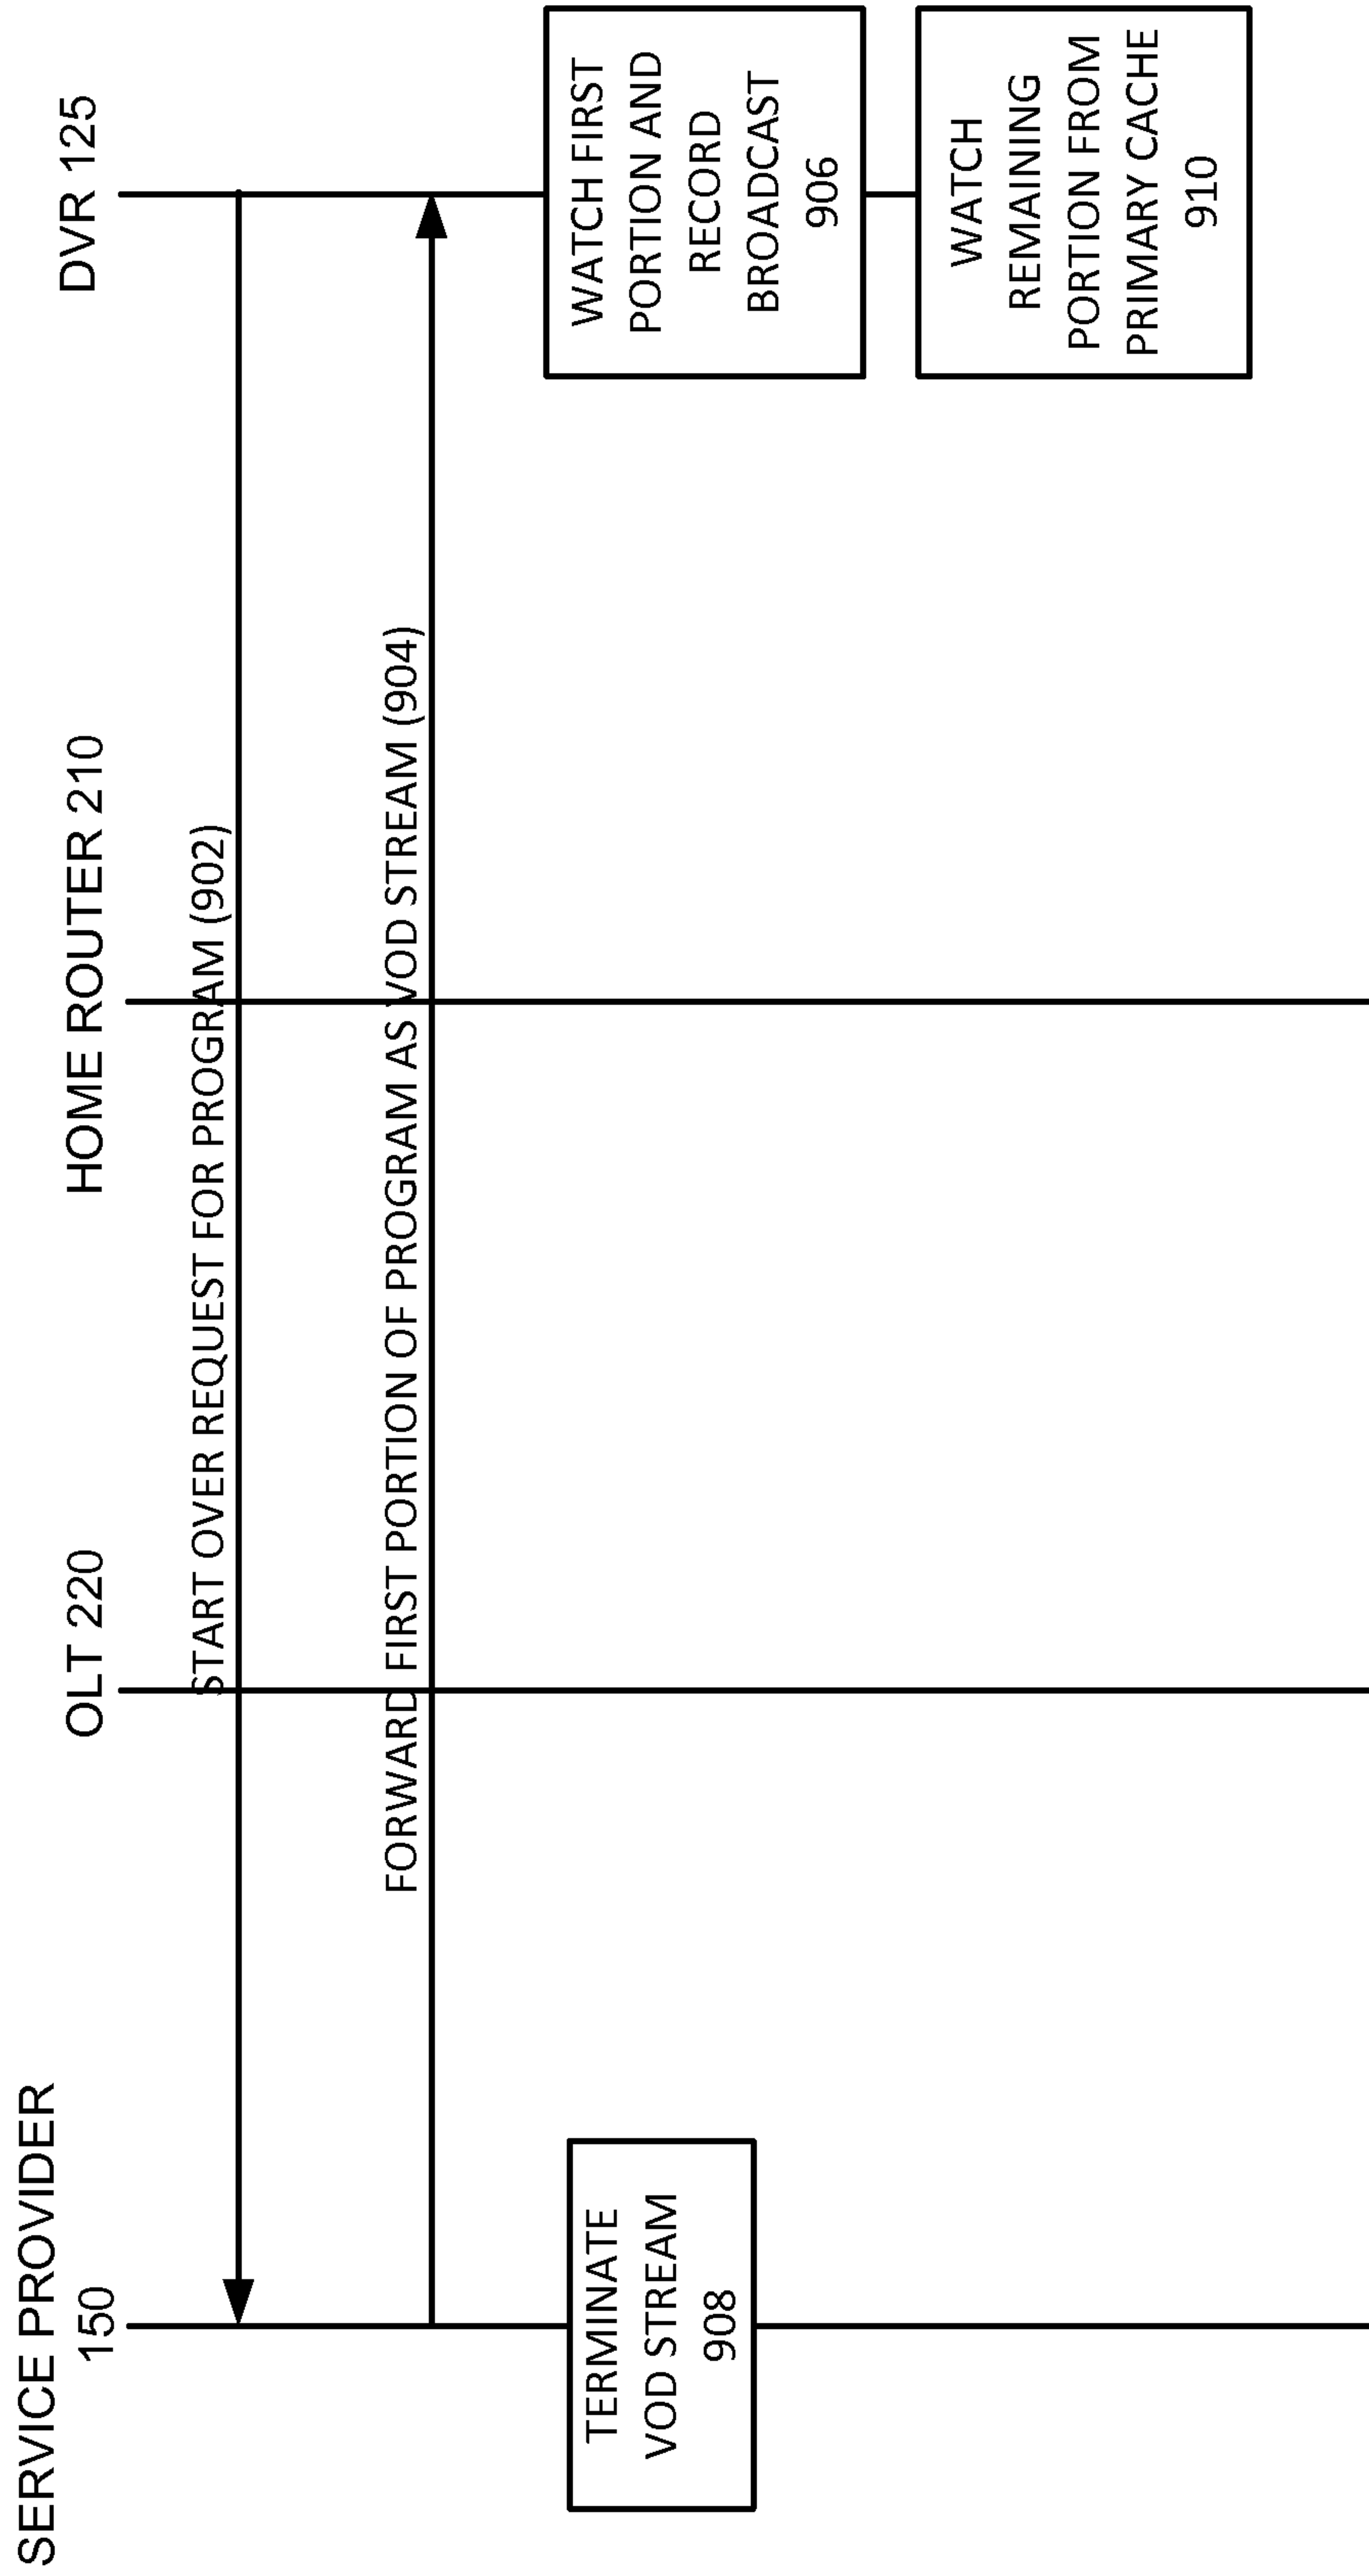 SERVICE PROVIDER
150
OLT 220
HOME ROUTER 210
DVR 125
START OVER REQUEST FOR PROGRAM (902)
FORWARD FIRST PORTION OF PROGRAM AS VOD STREAM (904)
WATCH FIRST
PORTION AND
RECORD
BROADCAST
906
TERMINATE
VOD STREAM
908
WATCH
REMAINING
PORTION FROM
PRIMARY CACHE
910